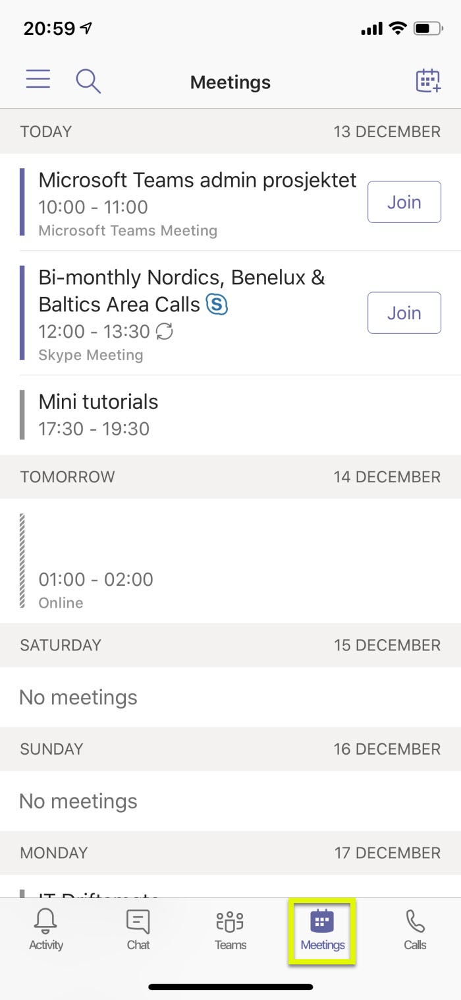 20:59
Meetings
TODAY 13 DECEMBER
Microsoft Teams admin prosjektet
10:00 - 11:00
Microsoft Teams Meeting
Join
Bi-monthly Nordics, Benelux &
Baltics Area Calls S
12:00 - 13:30
Skype Meeting
Join
Mini tutorials
17:30 - 19:30
TOMORROW 14 DECEMBER
01:00 - 02:00
Online
SATURDAY 15 DECEMBER
No meetings
SUNDAY 16 DECEMBER
No meetings
MONDAY 17 DECEMBER
IT
Activity Chat Teams Meetings Calls